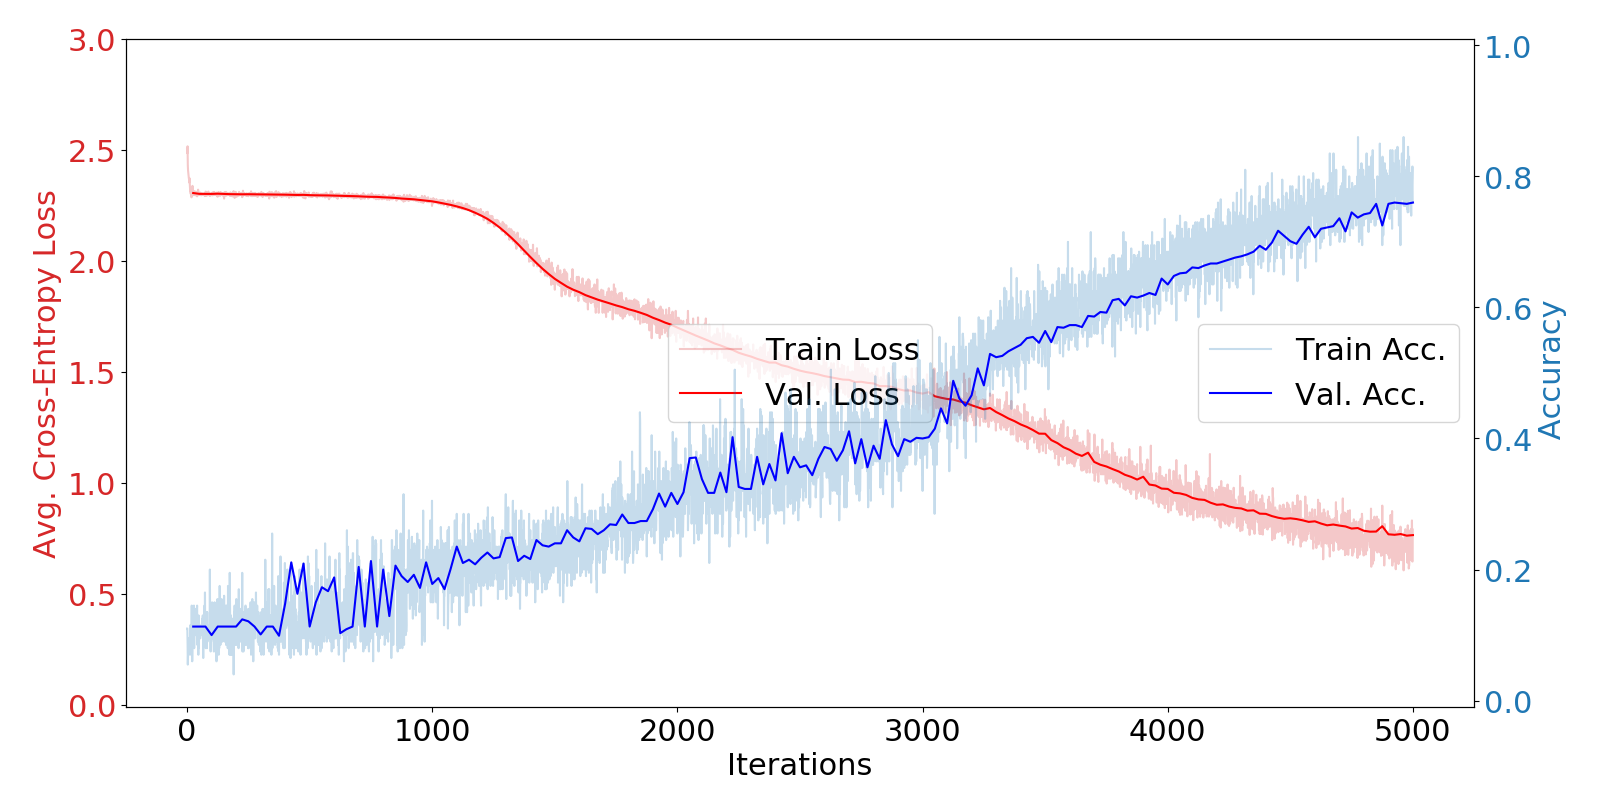 3.0
2.5
2.0
1.5
1.0
0.5
0.0
Avg. Cross-Entropy Loss
1.0
0.8
0.6
0.4
0.2
0.0
Accuracy
Train Loss
Val. Loss
Train Acc.
Val. Acc.
0 1000 2000 3000 4000 5000
Iterations